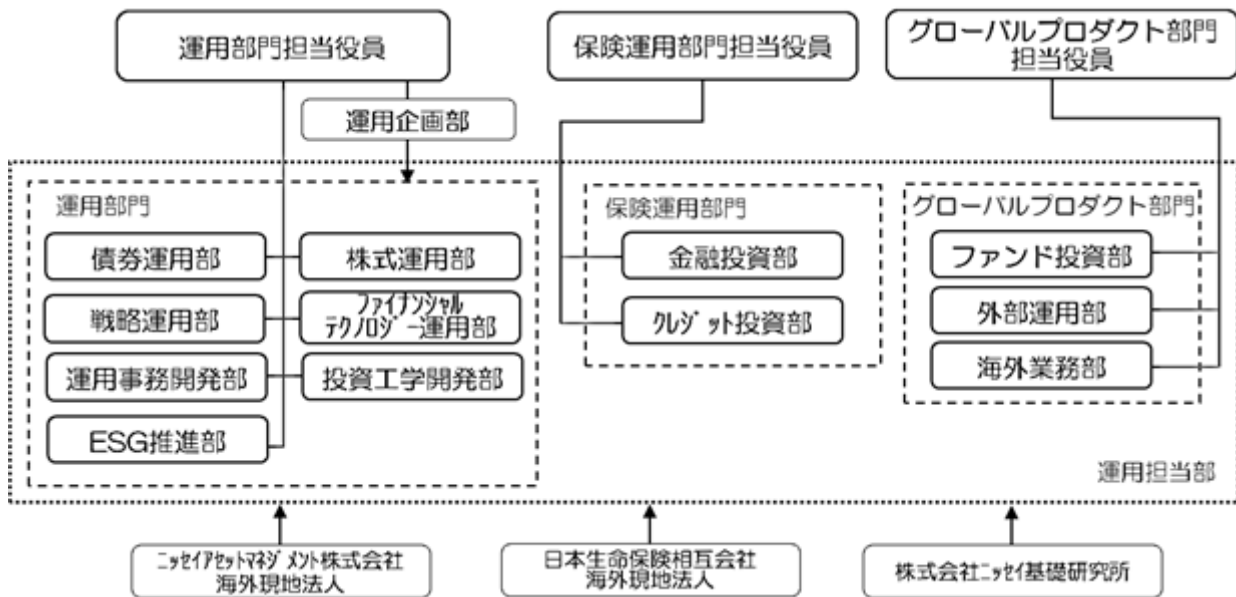 運用部門担当役員
保険運用部門担当役員
グローバルプロダクト部門
担当役員
運用企画部
運用部門
債券運用部
株式運用部
戦略運用部
ファイナンシャル
テクノロジー運用部
運用事務開発部
投資工学開発部
ESG推進部
保険運用部門
金融投資部
クレジット投資部
グローバルプロダクト部門
ファンド投資部
外部運用部
海外業務部
運用担当部
ニッセイアセットマネジメント株式会社
海外現地法人
日本生命保険相互会社
海外現地法人
株式会社ニッセイ基礎研究所